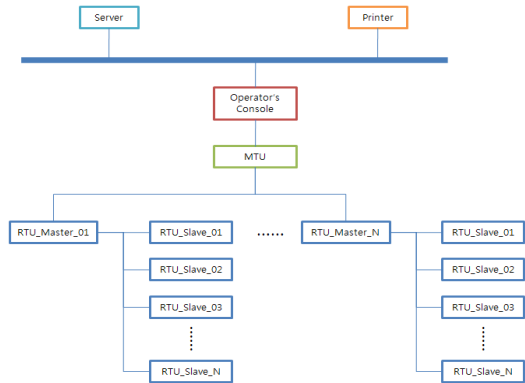 Server
Printer
Operator's
Console
MTU
RTU_Master_01
RTU_Slave_01
......
RTU_Master_N
RTU_Slave_01
RTU_Slave_02
RTU_Slave_02
RTU_Slave_03
RTU_Slave_03
RTU_Slave_N
RTU_Slave_N